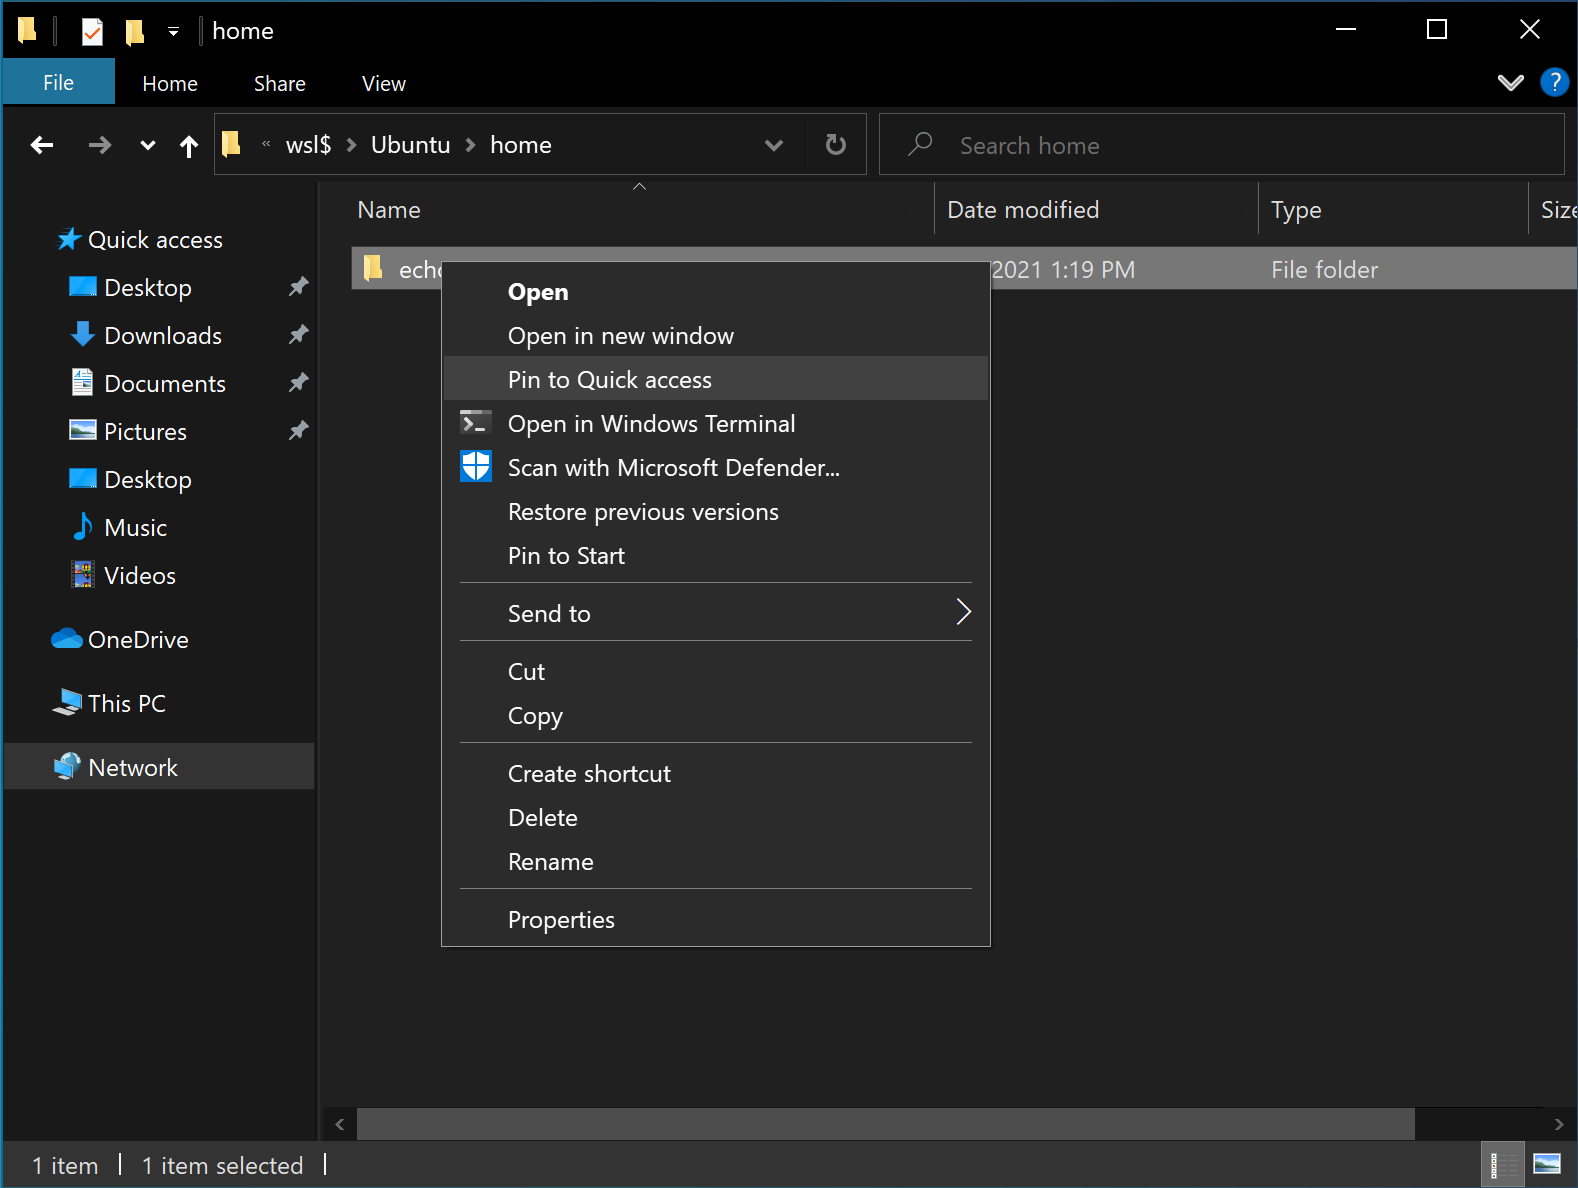 home
File Home Share View ?
« wsl$ > Ubuntu > home Search home
Name Date modified Type
Quick access
Desktop
Downloads
Documents
Pictures
Desktop
Music
Videos
OneDrive
This PC
Network
2021 1:19 PM File folder
Open
Open in new window
Pin to Quick access
Open in Windows Terminal
Scan with Microsoft Defender...
Restore previous versions
Pin to Start
Send to
Cut
Copy
Create shortcut
Delete
Rename
Properties
1 item 1 item selected